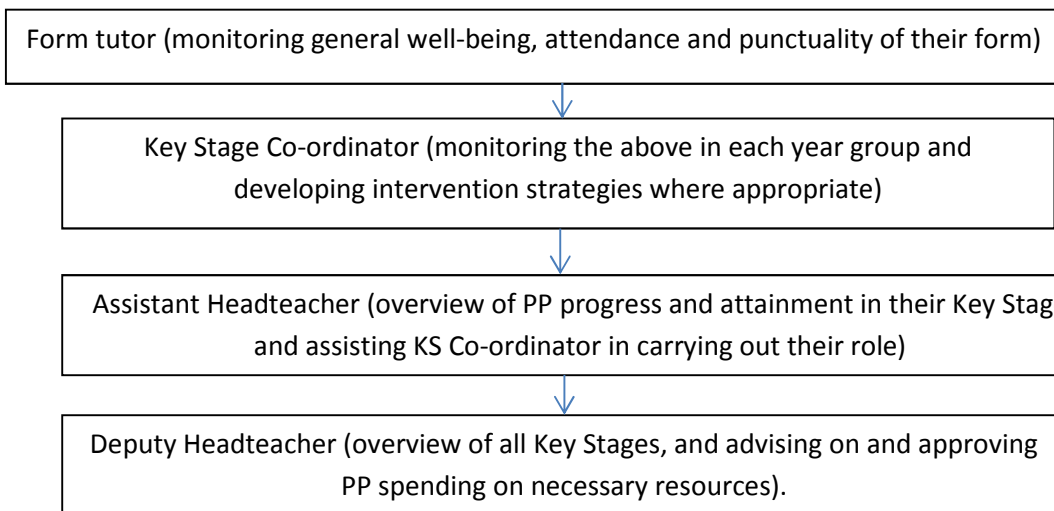 Form tutor (monitoring general well-being, attendance and punctuality of their form)
Key Stage Co-ordinator (monitoring the above in each year group and
developing intervention strategies where appropriate)
Assistant Headteacher (overview of PP progress and attainment in their Key Stag
and assisting KS Co-ordinator in carrying out their role)
Deputy Headteacher (overview of all Key Stages, and advising on and approving
PP spending on necessary resources).